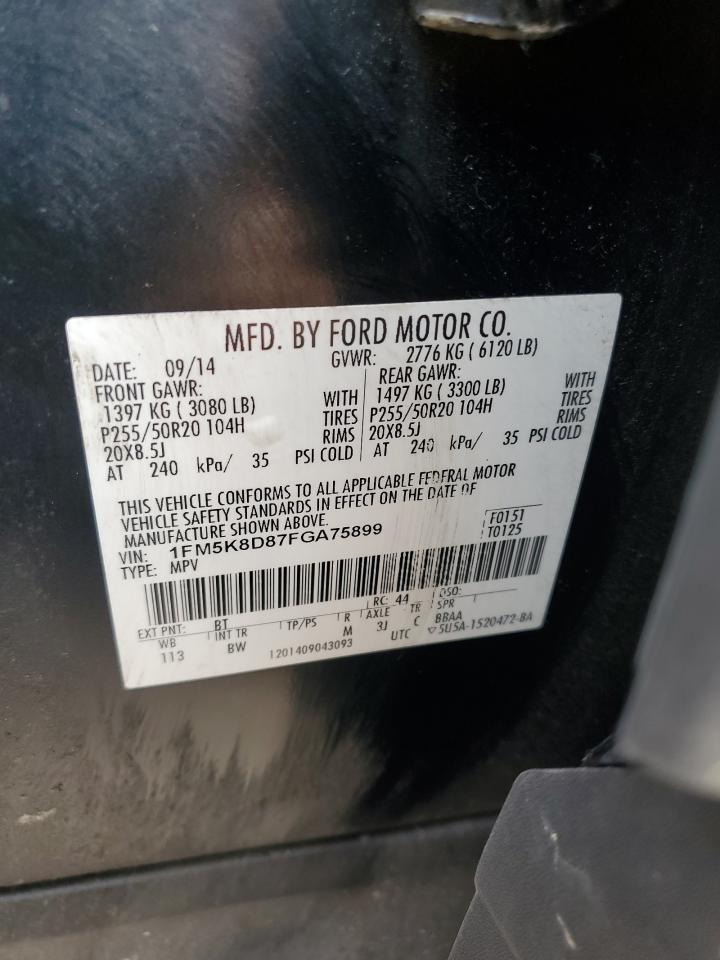 MFD. BY FORD MOTOR CO.
DATE: 09/14 GVWR: 2776 KG ( 6120 LB)
FRONT GAWR: REAR GAWR:
1397 KG ( 3080 LB) WITH 1497 KG ( 3300 LB) WITH
P255/50R20 104H TIRES P255/50R20 104H TIRES
20X8.5J RIMS 20X8.5J RIMS
AT 240 kPa/ 35 PSI COLD AT 240 kPa/ 35 PSI COLD
THIS VEHICLE CONFORMS TO ALL APPLICABLE FEDERAL MOTOR
VEHICLE SAFETY STANDARDS IN EFFECT ON THE DATE OF
MANUFACTURE SHOWN ABOVE.
F0151
VIN: 1FM5K8D87FGA75899 T0125
TYPE: MPV
EXT PNT: BT RC: 44 DSO:
WB INT TR TP/PS R AXLE TR SPR
113 BW M 3J C BBAA
1201409043093 UTC ▽5U5A-1520472-BA